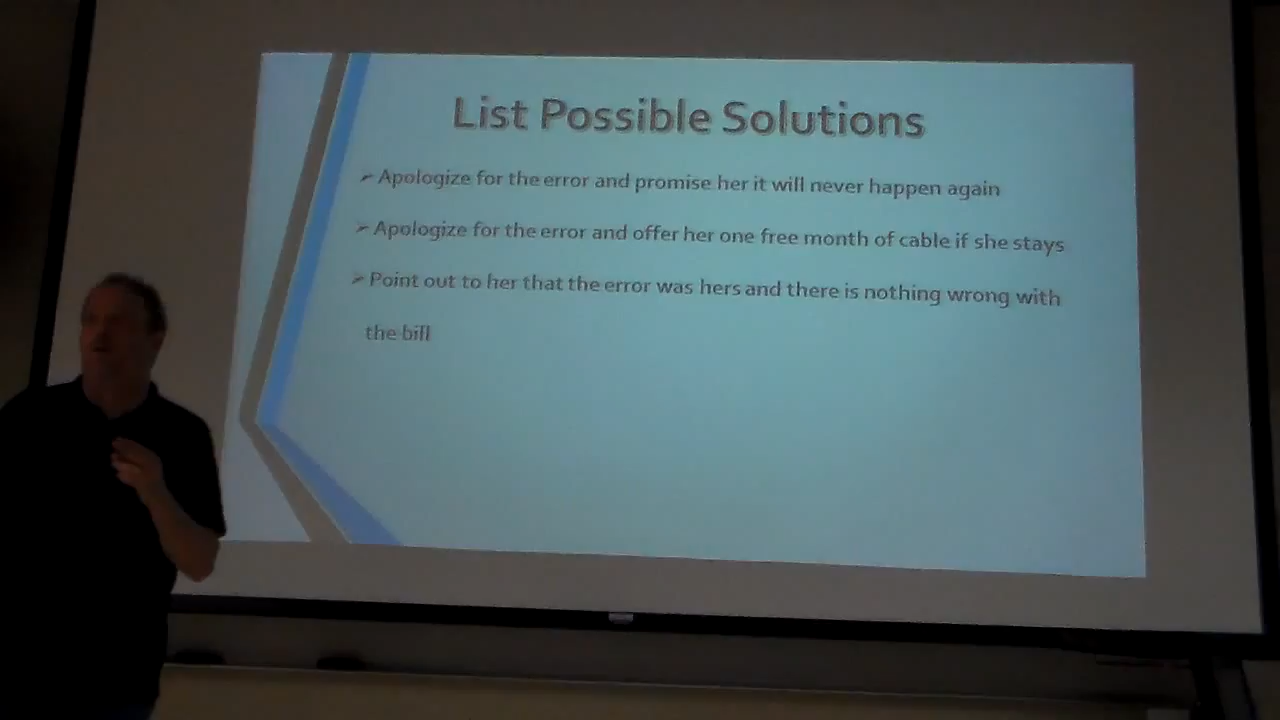 List Possible Solutions
➢ Apologize for the error and promise her it will never happen again
➢ Apologize for the error and offer her one free month of cable if she stays
➢ Point out to her that the error was hers and there is nothing wrong with
the bill